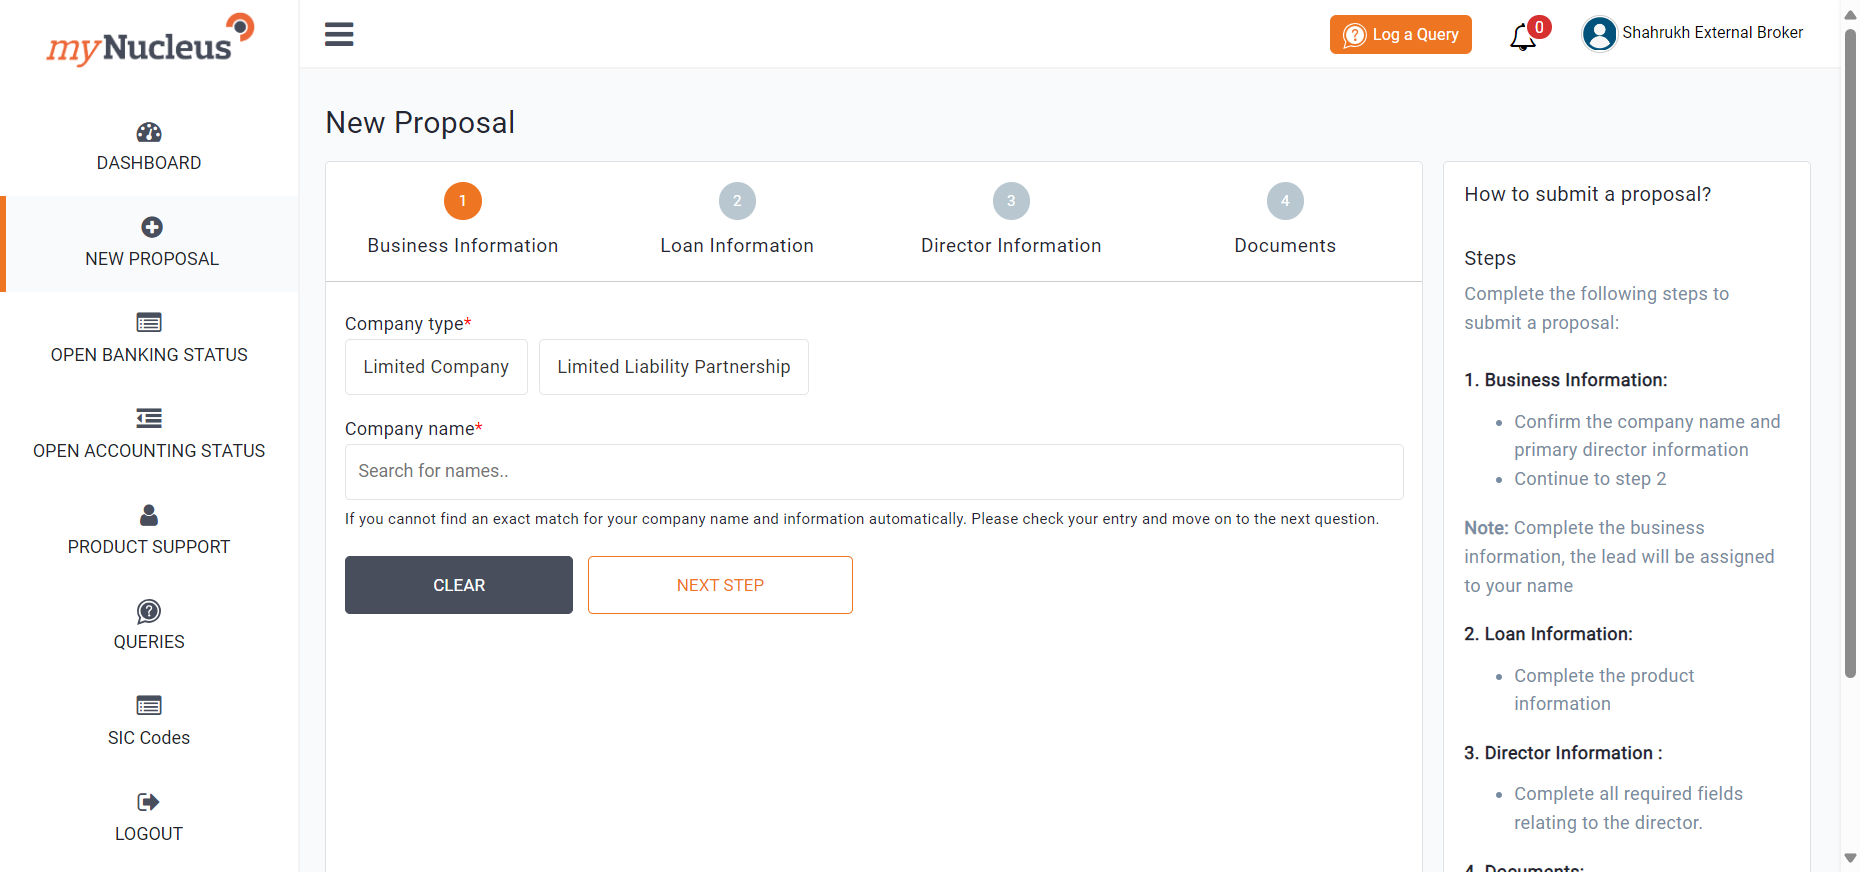 myNucleus
Log a Query
0
Shahrukh External Broker
DASHBOARD
NEW PROPOSAL
OPEN BANKING STATUS
OPEN ACCOUNTING STATUS
PRODUCT SUPPORT
QUERIES
SIC Codes
LOGOUT
New Proposal
1
2
3
4
Business Information
Loan Information
Director Information
Documents
Company type*
Limited Company
Limited Liability Partnership
Company name*
Search for names..
If you cannot find an exact match for your company name and information automatically. Please check your entry and move on to the next question.
CLEAR
NEXT STEP
How to submit a proposal?
Steps
Complete the following steps to
submit a proposal:
1. Business Information:
• Confirm the company name and
primary director information
• Continue to step 2
Note: Complete the business
information, the lead will be assigned
to your name
2. Loan Information:
• Complete the product
information
3. Director Information :
• Complete all required fields
relating to the director.
4. Documents: